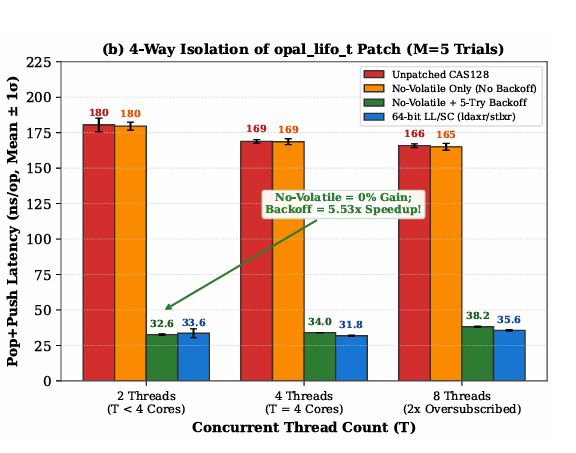 (b) 4-Way Isolation of opal_lifo_t Patch (M=5 Trials)
Pop+Push Latency (ns/op, Mean ± 1σ)
225
200
175
150
125
100
75
50
25
0
Unpatched CAS128
No-Volatile Only (No Backoff)
No-Volatile + 5-Try Backoff
64-bit LL/SC (ldaxr/stlxr)
180 180
169 169
166 165
No-Volatile = 0% Gain;
Backoff = 5.53x Speedup!
32.6 33.6
34.0 31.8
38.2 35.6
2 Threads
(T < 4 Cores)
4 Threads
(T = 4 Cores)
8 Threads
(2x Oversubscribed)
Concurrent Thread Count (T)